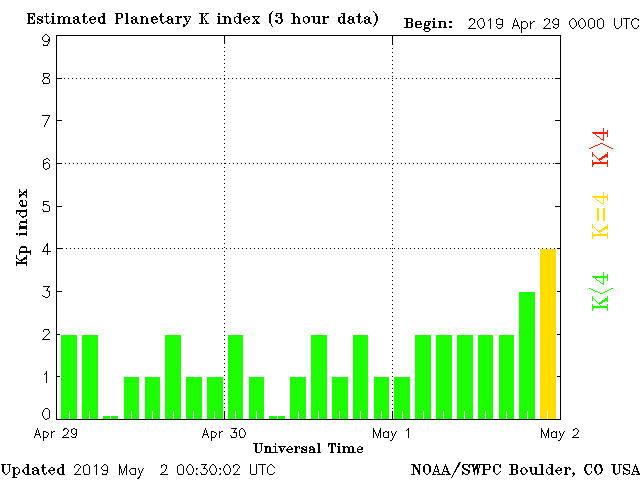 Estimated Planetary K index (3 hour data) Begin: 2019 Apr 29 0000 UTC
9
8
7
6
5
4
3
2
1
0
Kp index
K>4
K=4
K<4
Apr 29 Apr 30 May 1 May 2
Universal Time
Updated 2019 May 2 00:30:02 UTC NOAA/SWPC Boulder, CO USA